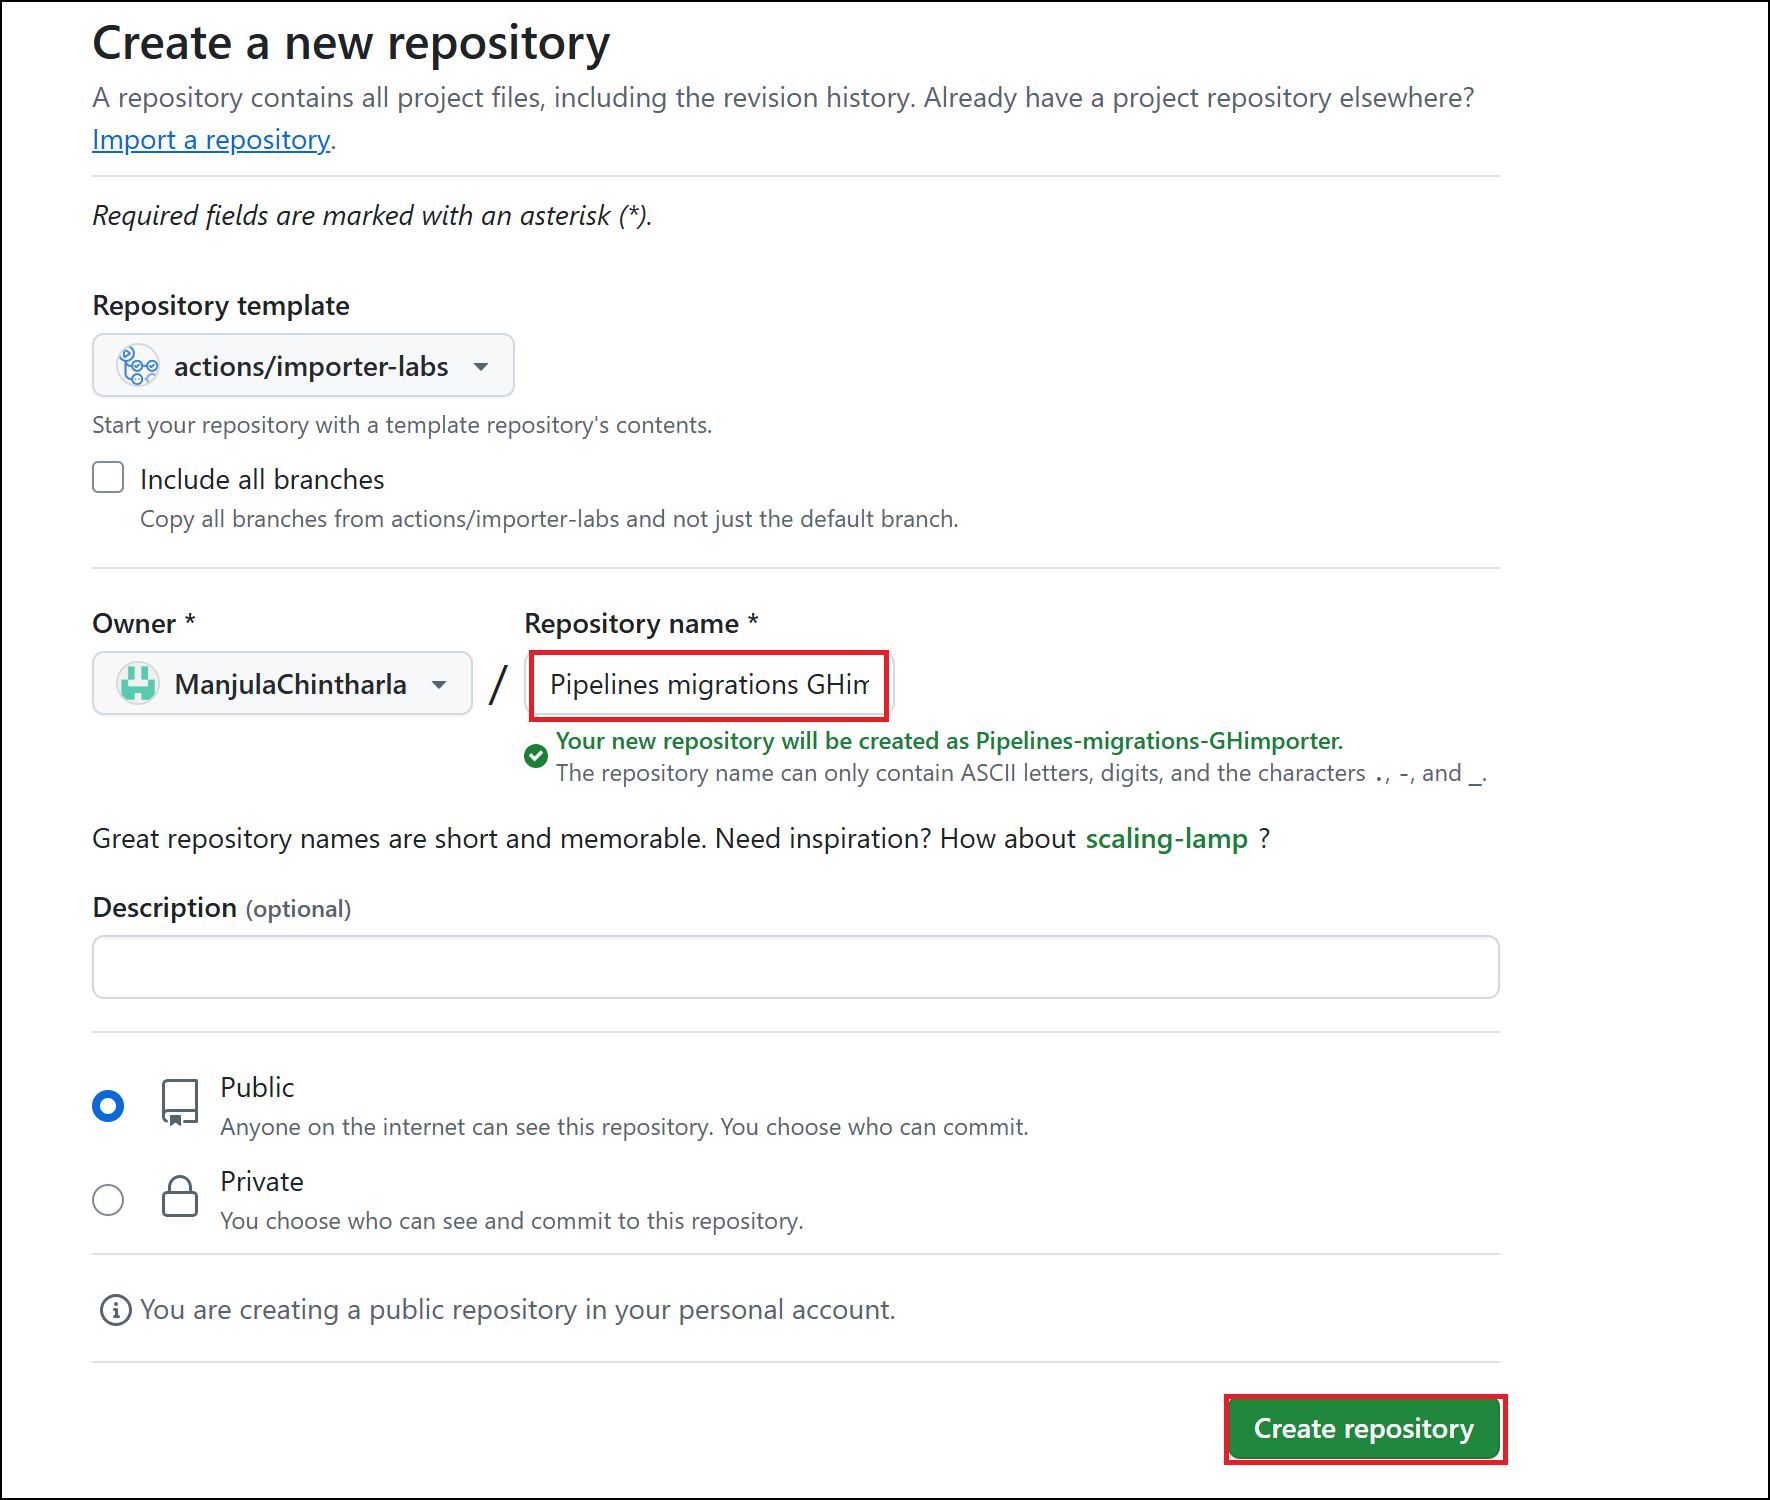 Create a new repository
A repository contains all project files, including the revision history. Already have a project repository elsewhere?
Import a repository.
Required fields are marked with an asterisk (*).
Repository template
actions/importer-labs
Start your repository with a template repository's contents.
Include all branches
Copy all branches from actions/importer-labs and not just the default branch.
Owner *
Repository name *
ManjulaChintharla / Pipelines migrations GHim
Your new repository will be created as Pipelines-migrations-GHimporter.
The repository name can only contain ASCII letters, digits, and the characters ., -, and _.
Great repository names are short and memorable. Need inspiration? How about scaling-lamp ?
Description (optional)
Public
Anyone on the internet can see this repository. You choose who can commit.
Private
You choose who can see and commit to this repository.
You are creating a public repository in your personal account.
Create repository